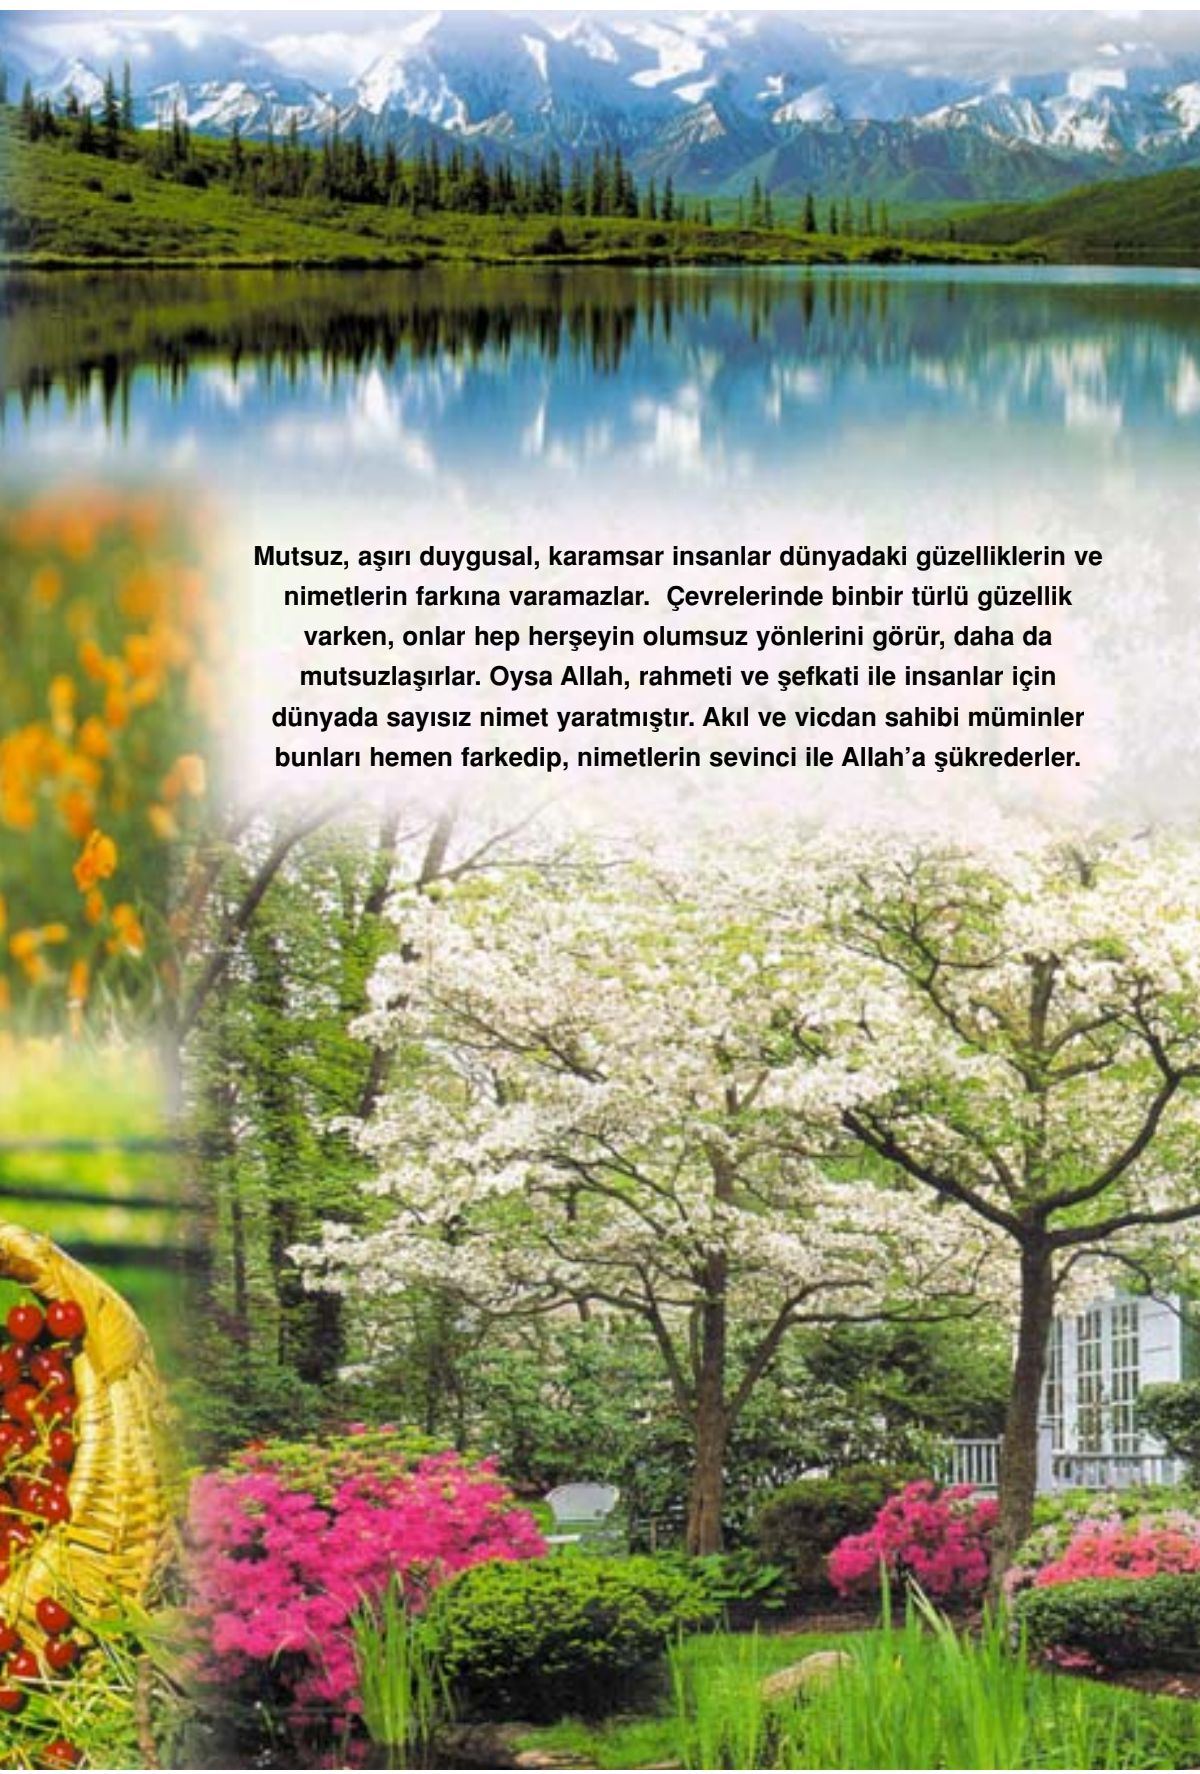 Mutsuz, aşırı duygusal, karamsar insanlar dünyadaki güzelliklerin ve
nimetlerin farkına varamazlar.  Çevrelerinde binbir türlü güzellik
varken, onlar hep herşeyin olumsuz yönlerini görür, daha da
mutsuzlaşırlar. Oysa Allah, rahmeti ve şefkati ile insanlar için
dünyada sayısız nimet yaratmıştır. Akıl ve vicdan sahibi müminler
bunları hemen farkedip, nimetlerin sevinci ile Allah’a şükrederler.